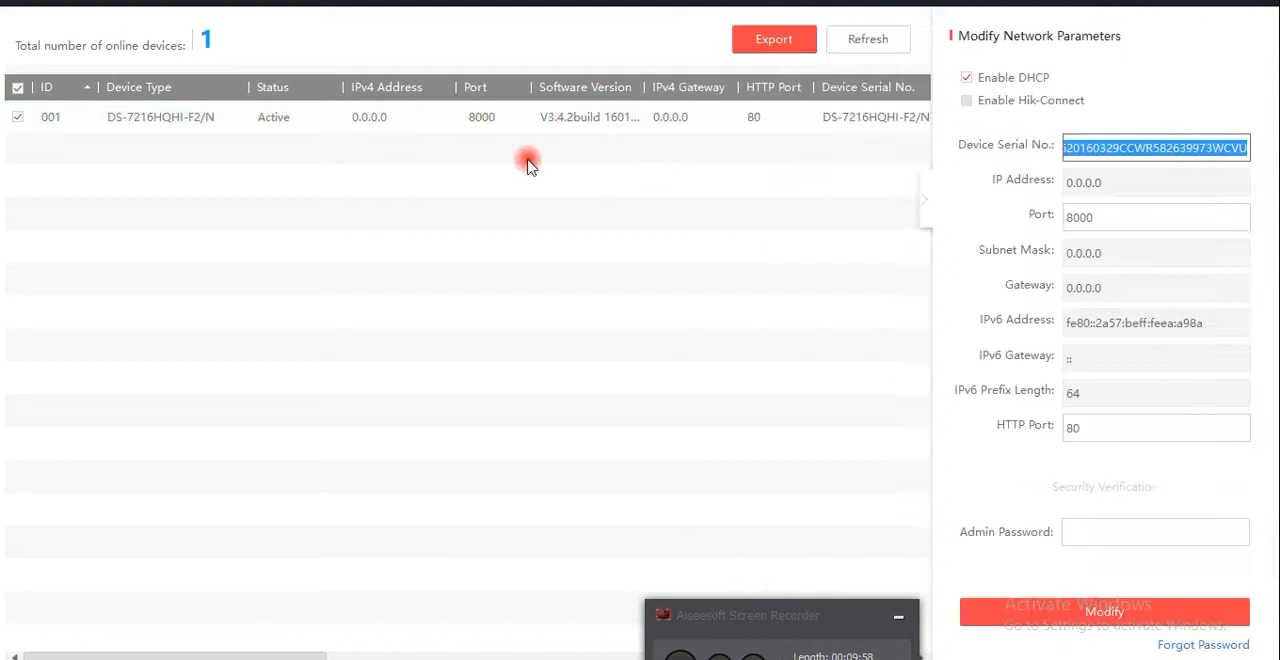 Total number of online devices: 1
Export
Refresh
ID Device Type Status IPv4 Address Port Software Version IPv4 Gateway HTTP Port Device Serial No.
001 DS-7216HQHI-F2/N Active 0.0.0.0 8000 V3.4.2build 1601... 0.0.0.0 80 DS-7216HQHI-F2/N
Modify Network Parameters
Enable DHCP
Enable Hik-Connect
Device Serial No.: 520160329CCWR582639973WCVU
IP Address: 0.0.0.0
Port: 8000
Subnet Mask: 0.0.0.0
Gateway: 0.0.0.0
IPv6 Address: fe80::2a57:beff:feea:a98a
IPv6 Gateway: ::
IPv6 Prefix Length: 64
HTTP Port: 80
Security Verification
Admin Password:
Modify
Activate Windows
Go to Settings to activate Windows.
Forgot Password
Aiseesoft Screen Recorder
Length: 00:09:58